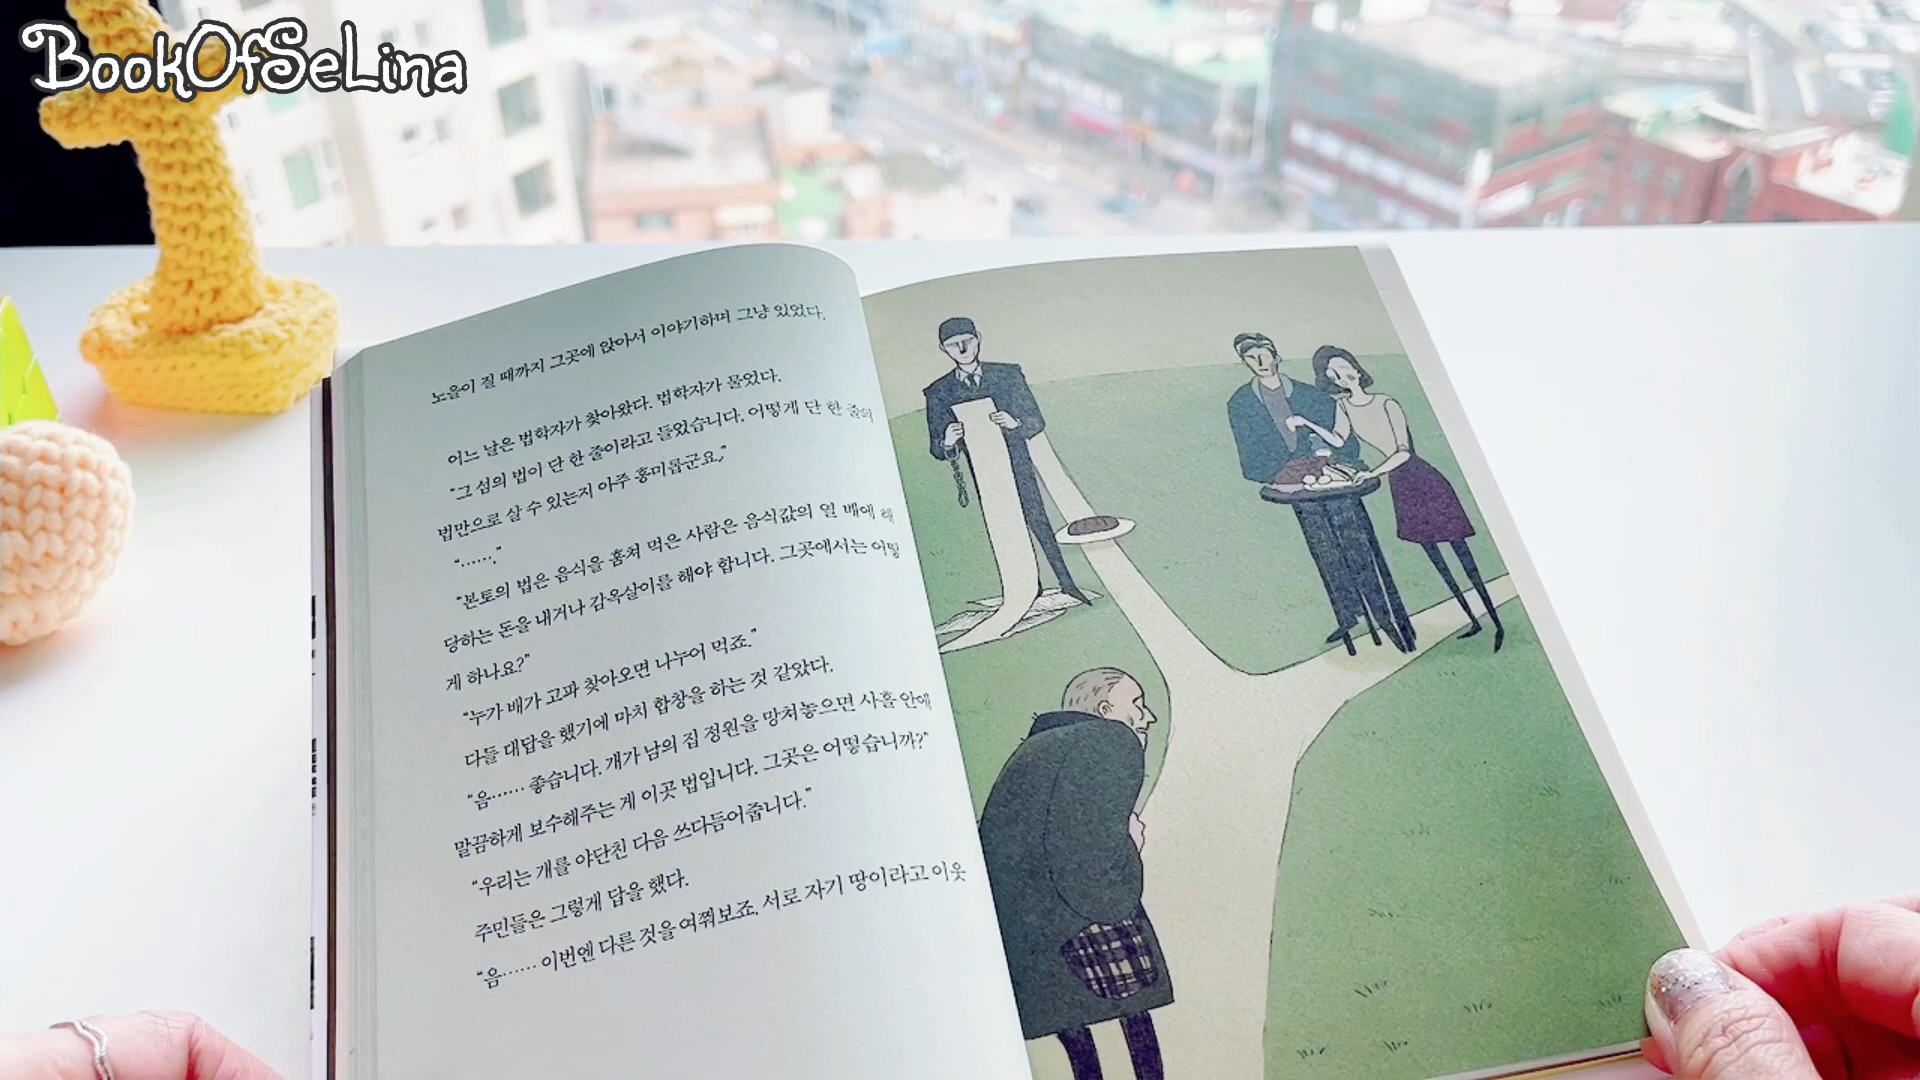 BookOfSeLina
노을이 질 때까지 그곳에 앉아서 이야기하며 그냥 있었다.
어느 날은 법학자가 찾아왔다. 법학자가 물었다.
"그 섬의 법이 단 한 줄이라고 들었습니다. 어떻게 단 한 줄의
법만으로 살 수 있는지 아주 흥미롭군요."
"……."
"본토의 법은 음식을 훔쳐 먹은 사람은 음식값의 열 배에 해
당하는 돈을 내거나 감옥살이를 해야 합니다. 그곳에서는 어떻
게 하나요?"
"누가 배가 고파 찾아오면 나누어 먹죠."
다들 대답을 했기에 마치 합창을 하는 것 같았다.
"음…… 좋습니다. 개가 남의 집 정원을 망쳐놓으면 사흘 안에
말끔하게 보수해주는 게 이곳 법입니다. 그곳은 어떻습니까?"
"우리는 개를 야단친 다음 쓰다듬어줍니다."
주민들은 그렇게 답을 했다.
"음…… 이번엔 다른 것을 여쭤보죠. 서로 자기 땅이라고 이웃